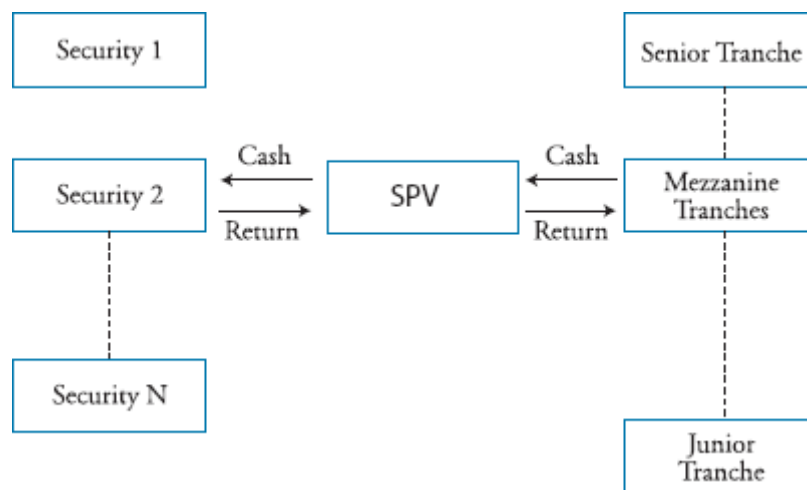 Security 1
Senior Tranche
Cash
Cash
Security 2
SPV
Mezzanine
Tranches
Return
Return
Security N
Junior
Tranche